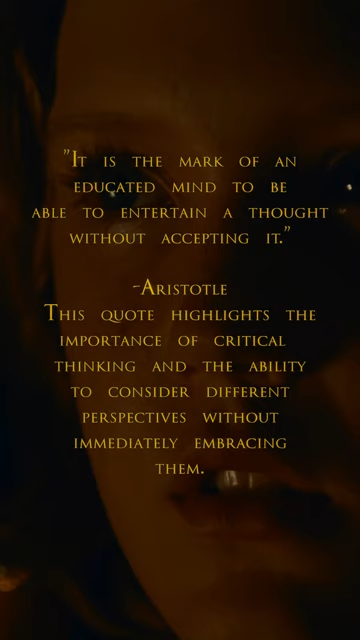 "It is the mark of an
educated mind to be
able to entertain a thought
without accepting it."
-Aristotle
This quote highlights the
importance of critical
thinking and the ability
to consider different
perspectives without
immediately embracing
them.